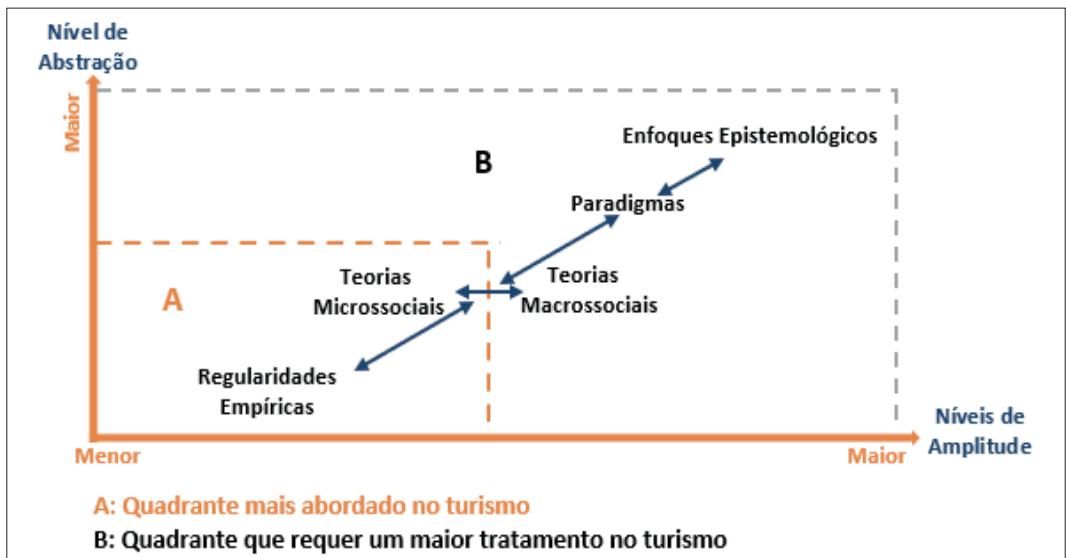 Nível de
Abstração
Maior
Enfoques Epistemológicos
B
Paradigmas
Teorias
Microssociais
Teorias
Macrossociais
A
Regularidades
Empíricas
Níveis de
Amplitude
Menor
Maior
A: Quadrante mais abordado no turismo
B: Quadrante que requer um maior tratamento no turismo